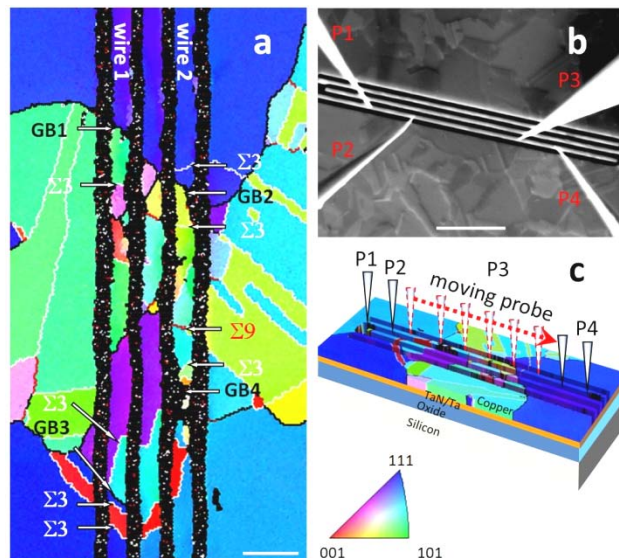 wire 1
wire 2
a
GB1
Σ3
Σ3
GB2
Σ3
Σ9
Σ3
GB4
Σ3
GB3
Σ3
Σ3
b
P1
P3
P2
P4
c
P1
P2
P3
moving probe
P4
TaN/Ta
Oxide
Copper
Silicon
111
001
101